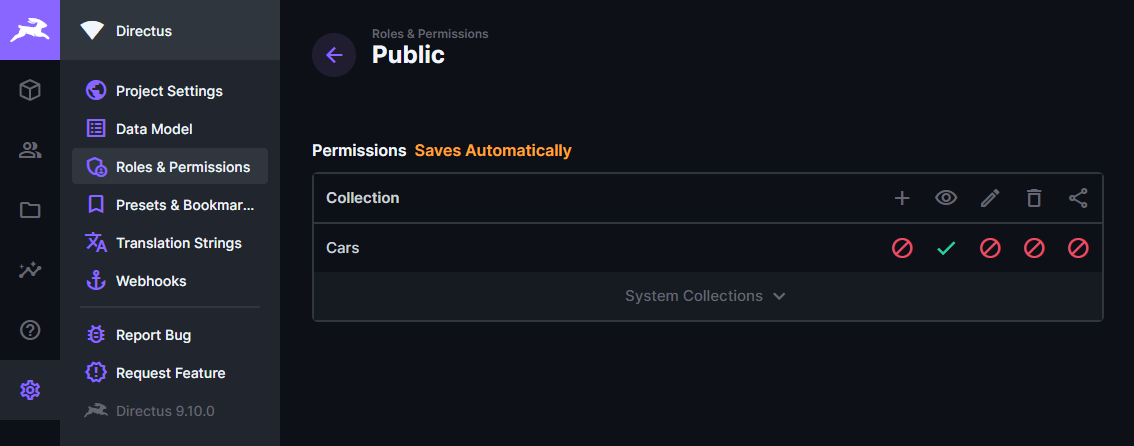 Directus
Project Settings
Data Model
Roles & Permissions
Presets & Bookmar...
Translation Strings
Webhooks
Report Bug
Request Feature
Directus 9.10.0
Roles & Permissions
Public
Permissions Saves Automatically
Collection
Cars
System Collections